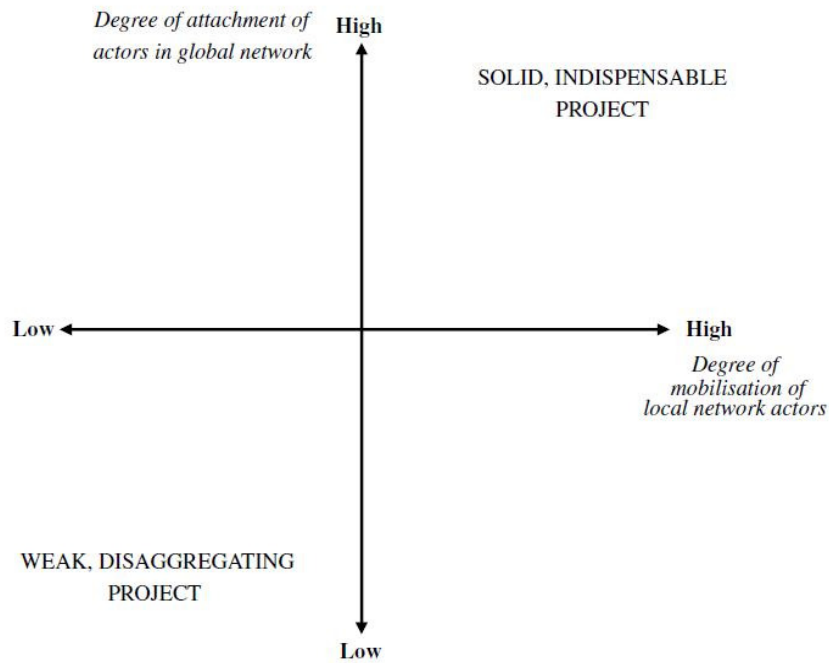 Degree of attachment of
actors in global network
High
SOLID, INDISPENSABLE
PROJECT
Low
High
Degree of
mobilisation of
local network actors
WEAK, DISAGGREGATING
PROJECT
Low